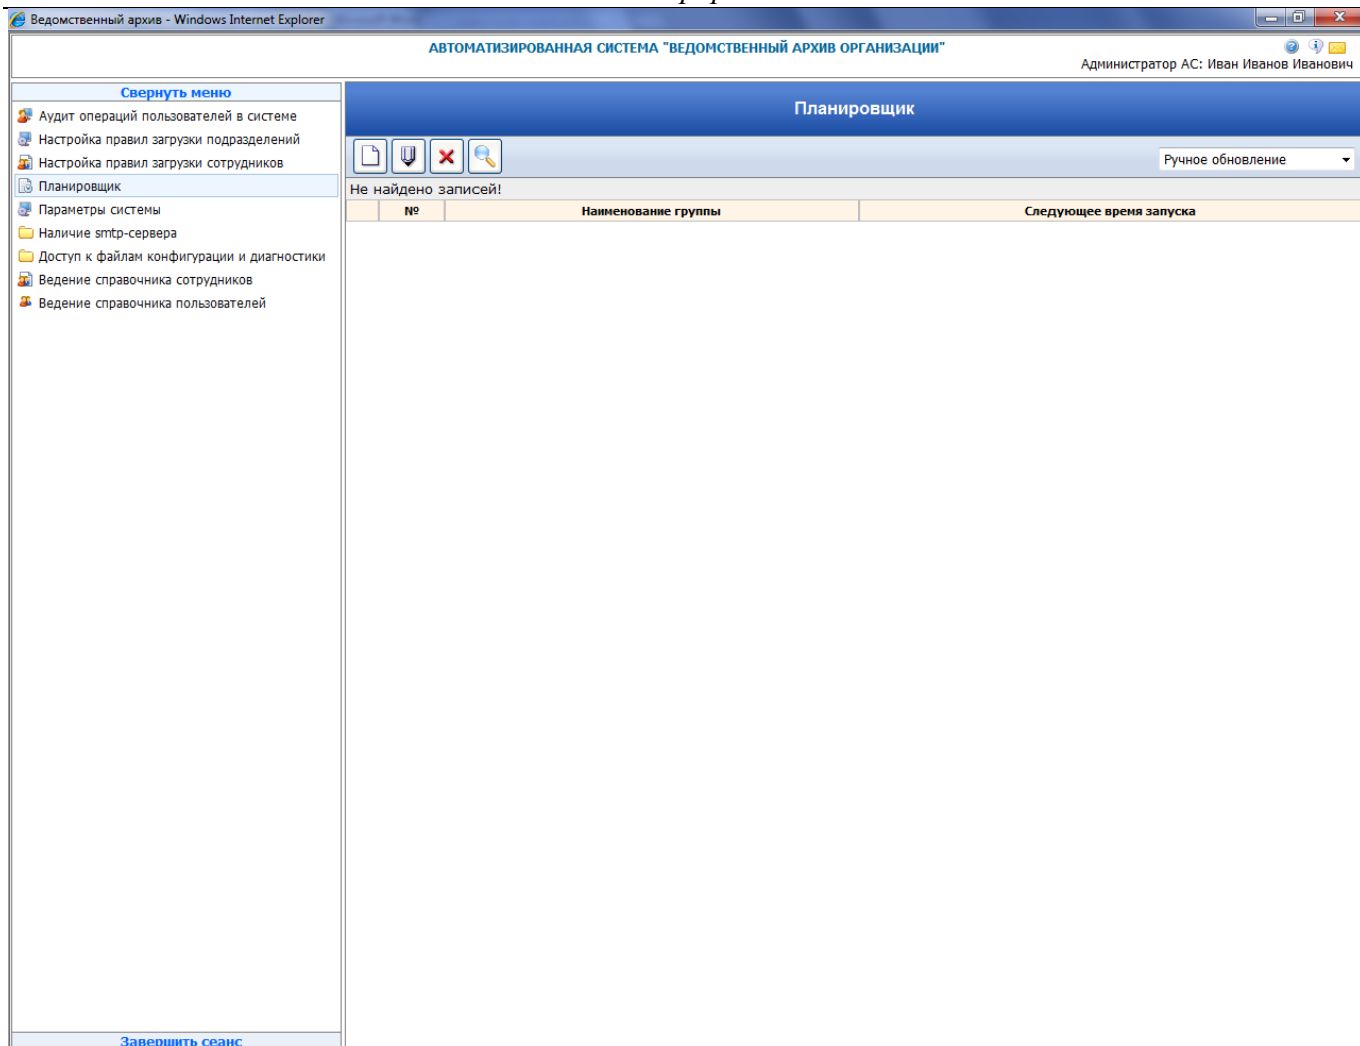 Ведомственный архив - Windows Internet Explorer
АВТОМАТИЗИРОВАННАЯ СИСТЕМА "ВЕДОМСТВЕННЫЙ АРХИВ ОРГАНИЗАЦИИ"
Администратор АС: Иван Иванов Иванович
Свернуть меню
Аудит операций пользователей в системе
Настройка правил загрузки подразделений
Настройка правил загрузки сотрудников
Планировщик
Параметры системы
Наличие smtp-сервера
Доступ к файлам конфигурации и диагностики
Ведение справочника сотрудников
Ведение справочника пользователей
Завершить сеанс
Планировщик
Ручное обновление
Не найдено записей!
№ Наименование группы Следующее время запуска